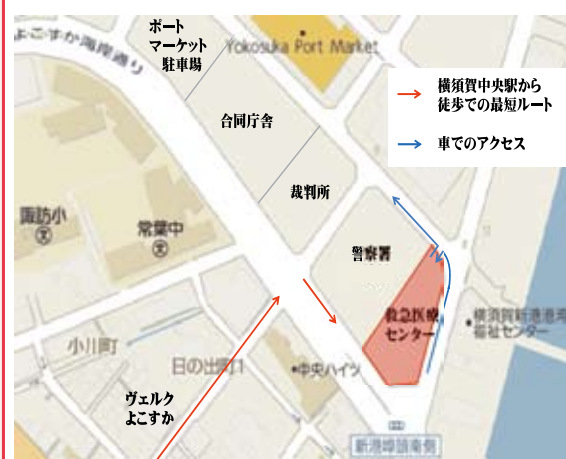 よこすか海岸通り
ポート
マーケット
駐車場
Yokosuka Port Market
横須賀中央駅から
徒歩での最短ルート
車でのアクセス
合同庁舎
裁判所
諏訪小
文
常葉中
文
警察署
救急医療
センター
横須賀新港港湾
福祉センター
小川町
日の出町1
中央ハイツ
ヴェルク
よこすか
新港埠頭南側